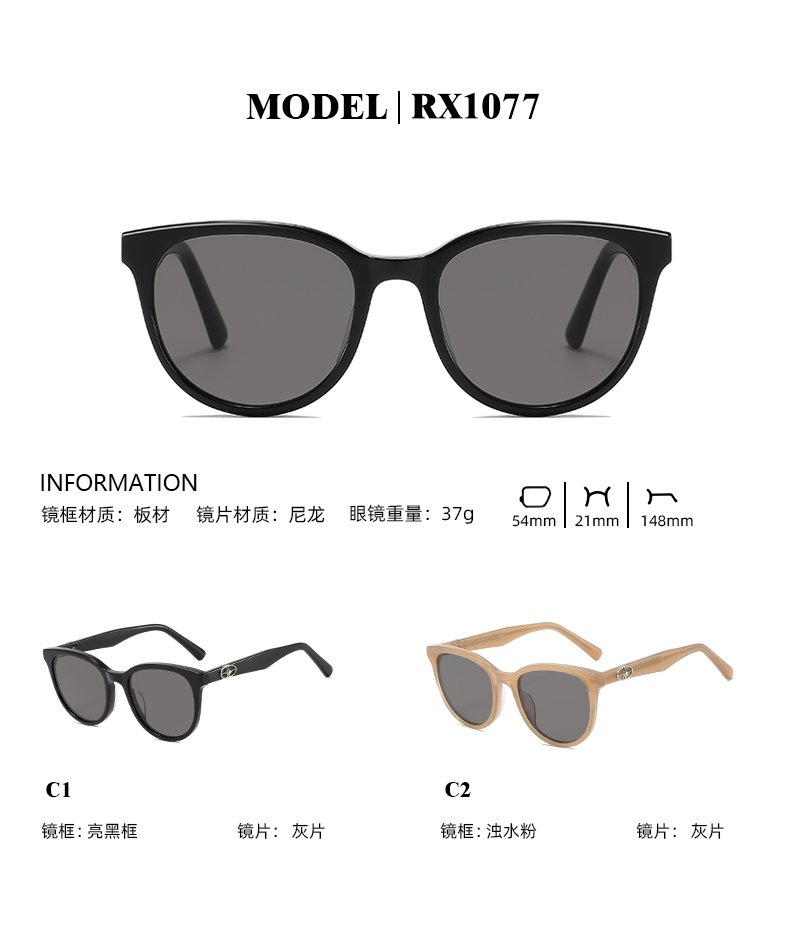 MODEL | RX1077
INFORMATION
镜框材质：板材 镜片材质：尼龙 眼镜重量：37g
54mm 21mm 148mm
C1 C2
镜框：亮黑框 镜片： 灰片 镜框：浊水粉 镜片： 灰片